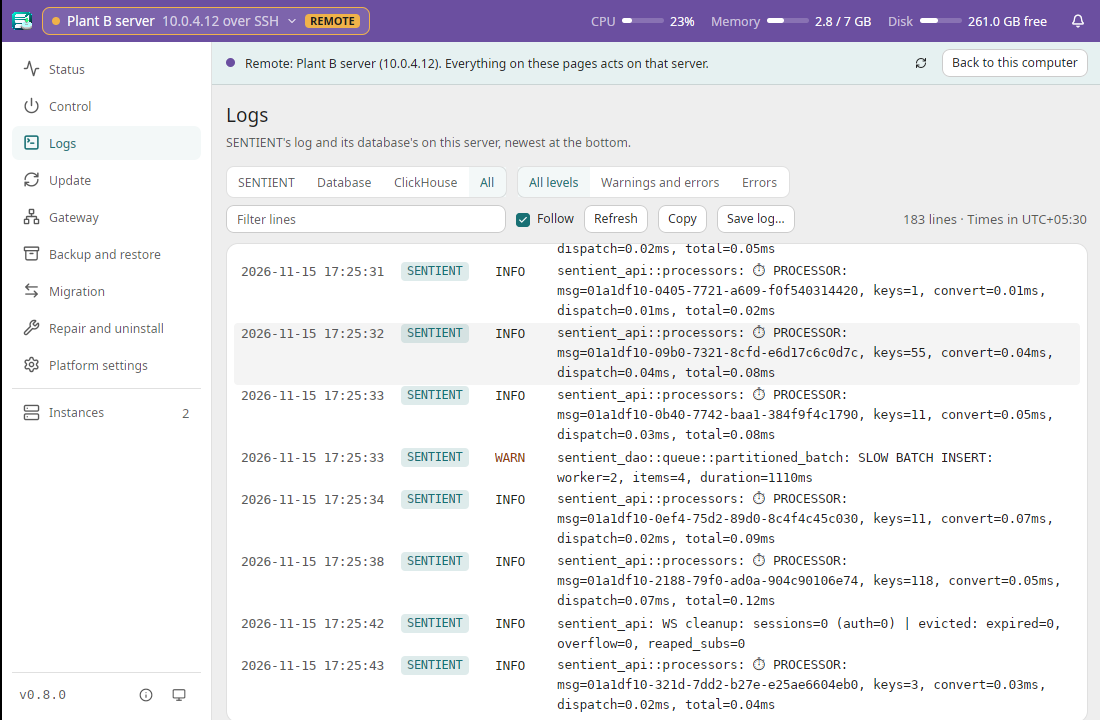 Plant B server 10.0.4.12 over SSH REMOTE CPU 23% Memory 2.8 / 7 GB Disk 261.0 GB free
Remote: Plant B server (10.0.4.12). Everything on these pages acts on that server. Back to this computer
Status
Control
Logs
Update
Gateway
Backup and restore
Migration
Repair and uninstall
Platform settings
Instances 2
v0.8.0
Logs
SENTIENT's log and its database's on this server, newest at the bottom.
SENTIENT Database ClickHouse All All levels Warnings and errors Errors
Filter lines Follow Refresh Copy Save log... 183 lines · Times in UTC+05:30
dispatch=0.02ms, total=0.05ms
2026-11-15 17:25:31 SENTIENT INFO sentient_api::processors: ⏱ PROCESSOR:
msg=01a1df10-0405-7721-a609-f0f540314420, keys=1, convert=0.01ms,
dispatch=0.01ms, total=0.02ms
2026-11-15 17:25:32 SENTIENT INFO sentient_api::processors: ⏱ PROCESSOR:
msg=01a1df10-09b0-7321-8cfd-e6d17c6c0d7c, keys=55, convert=0.04ms,
dispatch=0.04ms, total=0.08ms
2026-11-15 17:25:33 SENTIENT INFO sentient_api::processors: ⏱ PROCESSOR:
msg=01a1df10-0b40-7742-baa1-384f9f4c1790, keys=11, convert=0.05ms,
dispatch=0.03ms, total=0.08ms
2026-11-15 17:25:33 SENTIENT WARN sentient_dao::queue::partitioned_batch: SLOW BATCH INSERT:
worker=2, items=4, duration=1110ms
2026-11-15 17:25:34 SENTIENT INFO sentient_api::processors: ⏱ PROCESSOR:
msg=01a1df10-0ef4-75d2-89d0-8c4f4c45c030, keys=11, convert=0.07ms,
dispatch=0.02ms, total=0.09ms
2026-11-15 17:25:38 SENTIENT INFO sentient_api::processors: ⏱ PROCESSOR:
msg=01a1df10-2188-79f0-ad0a-904c90106e74, keys=118, convert=0.05ms,
dispatch=0.07ms, total=0.12ms
2026-11-15 17:25:42 SENTIENT INFO sentient_api: WS cleanup: sessions=0 (auth=0) | evicted: expired=0,
overflow=0, reaped_subs=0
2026-11-15 17:25:43 SENTIENT INFO sentient_api::processors: ⏱ PROCESSOR:
msg=01a1df10-321d-7dd2-b27e-e25ae6604eb0, keys=3, convert=0.03ms,
dispatch=0.02ms, total=0.04ms